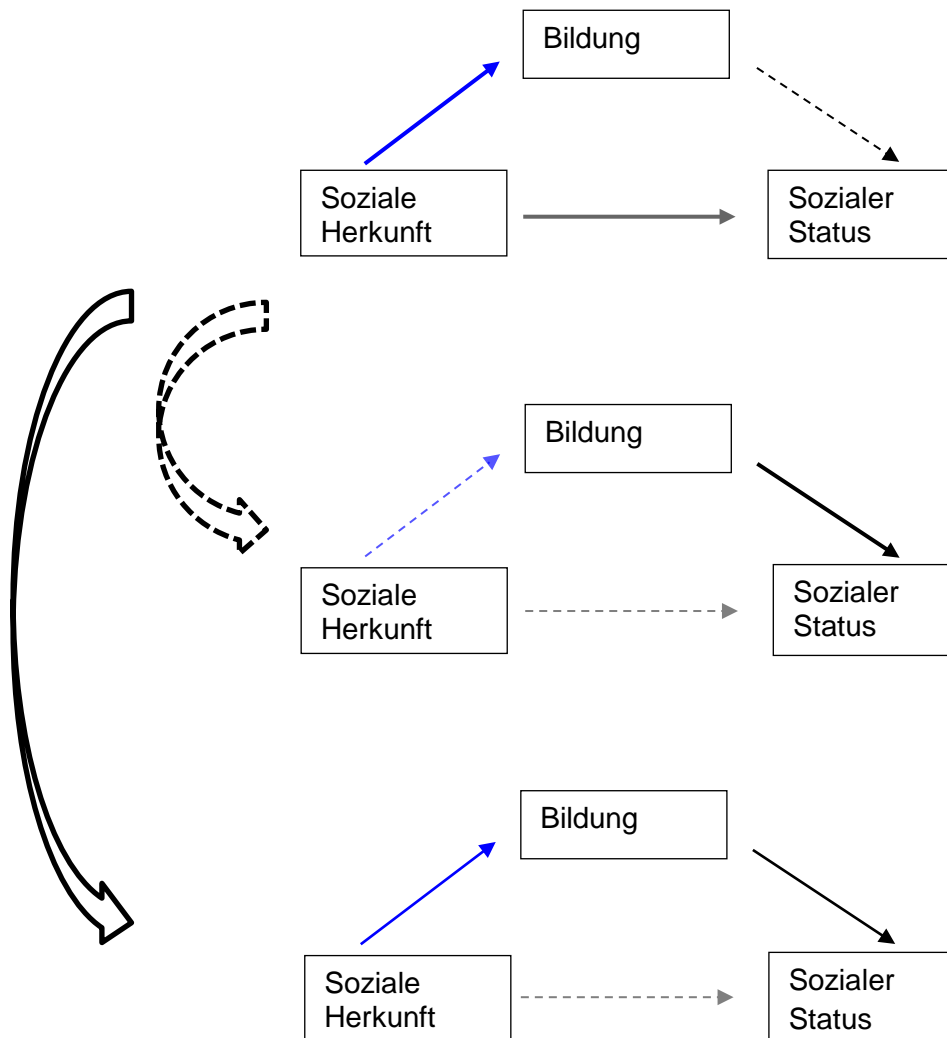 Bildung
Soziale
Herkunft
Sozialer
Status
Bildung
Soziale
Herkunft
Sozialer
Status
Bildung
Soziale
Herkunft
Sozialer
Status